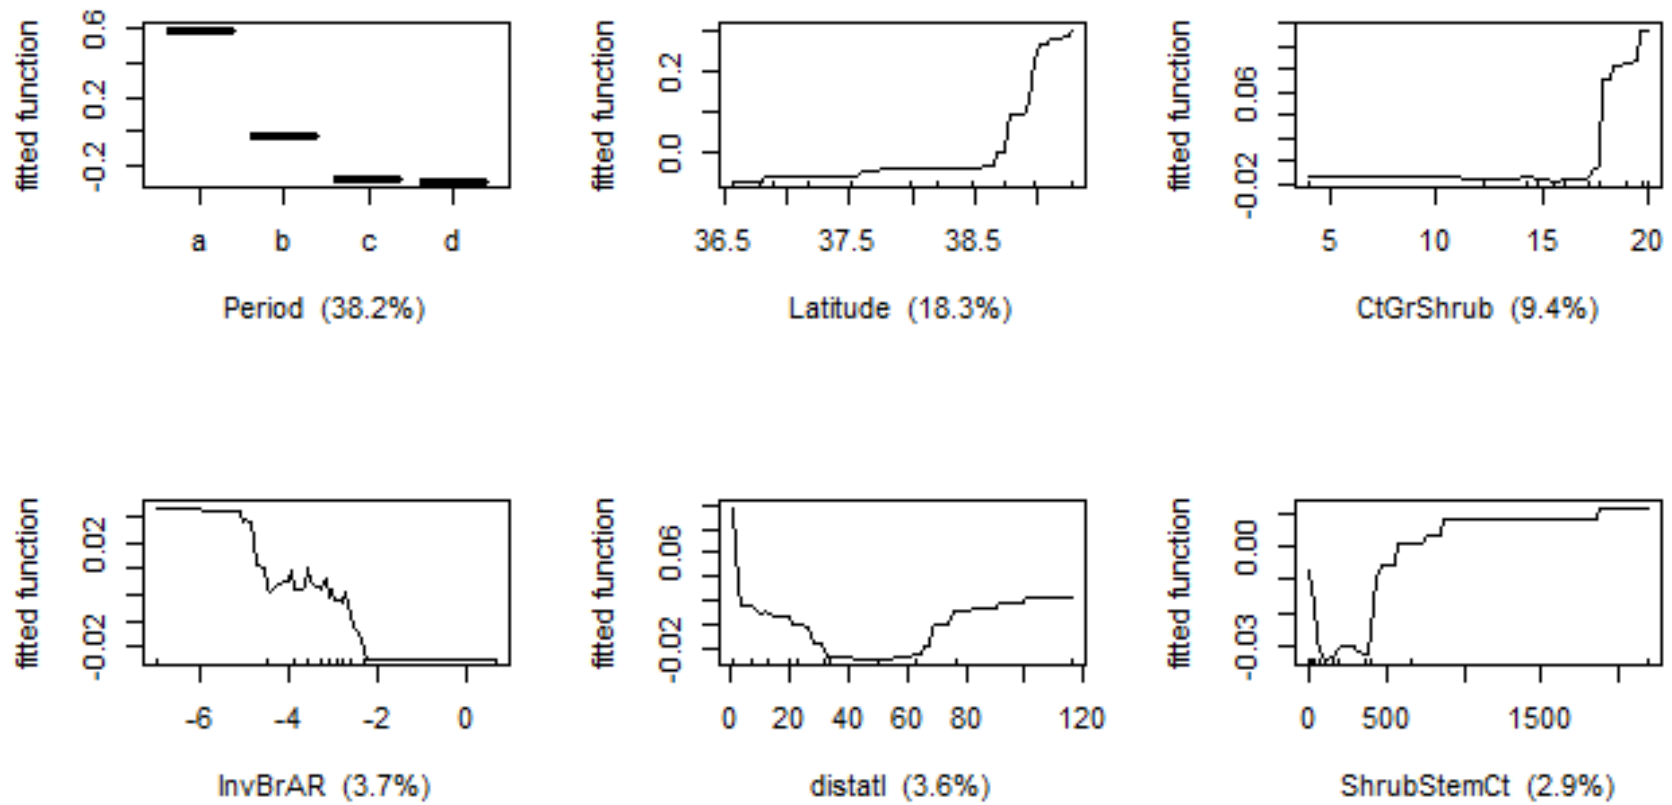 fitted function
-0.2 0.2 0.6
a b c d
Period (38.2%)
fitted function
0.0 0.2
36.5 37.5 38.5
Latitude (18.3%)
fitted function
-0.02 0.06
5 10 15 20
CtGrShrub (9.4%)
fitted function
-0.02 0.02
-6 -4 -2 0
InvBrAR (3.7%)
fitted function
-0.02 0.06
0 20 40 60 80 120
distatl (3.6%)
fitted function
-0.03 0.00
0 500 1500
ShrubStemCt (2.9%)